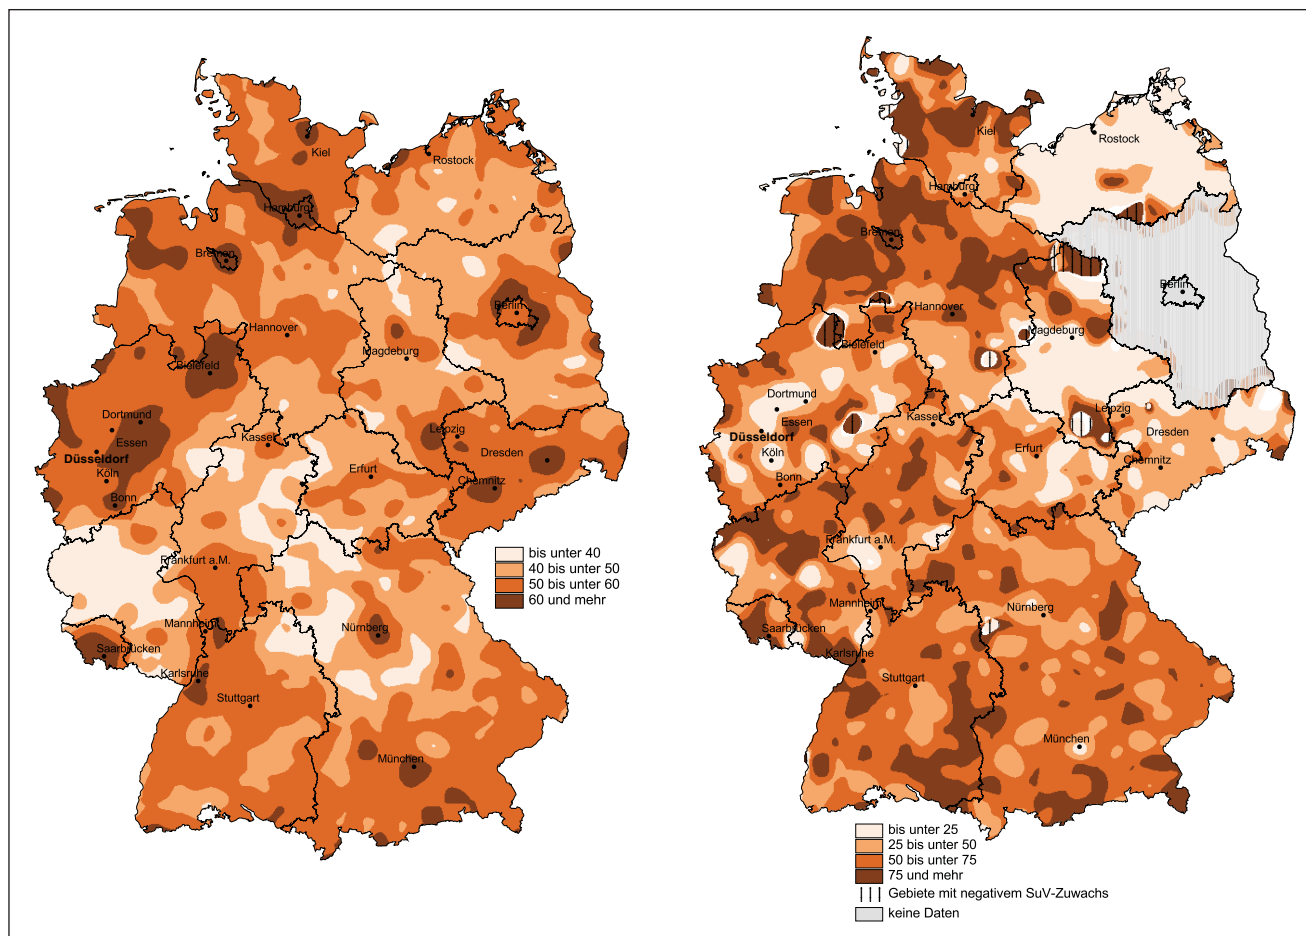 Kiel
Rostock
Hamburg
Bremen
Berlin
Hannover
Magdeburg
Bielefeld
Dortmund
Essen
Düsseldorf
Köln
Bonn
Kassel
Leipzig
Dresden
Erfurt
Chemnitz
Frankfurt a.M.
Mannheim
Nürnberg
Saarbrücken
Karlsruhe
Stuttgart
München
bis unter 40
40 bis unter 50
50 bis unter 60
60 und mehr
Kiel
Rostock
Hamburg
Bremen
Berlin
Hannover
Magdeburg
Bielefeld
Dortmund
Essen
Düsseldorf
Köln
Bonn
Kassel
Leipzig
Dresden
Erfurt
Chemnitz
Frankfurt a.M.
Mannheim
Nürnberg
Saarbrücken
Karlsruhe
Stuttgart
München
bis unter 25
25 bis unter 50
50 bis unter 75
75 und mehr
Gebiete mit negativem SuV-Zuwachs
keine Daten